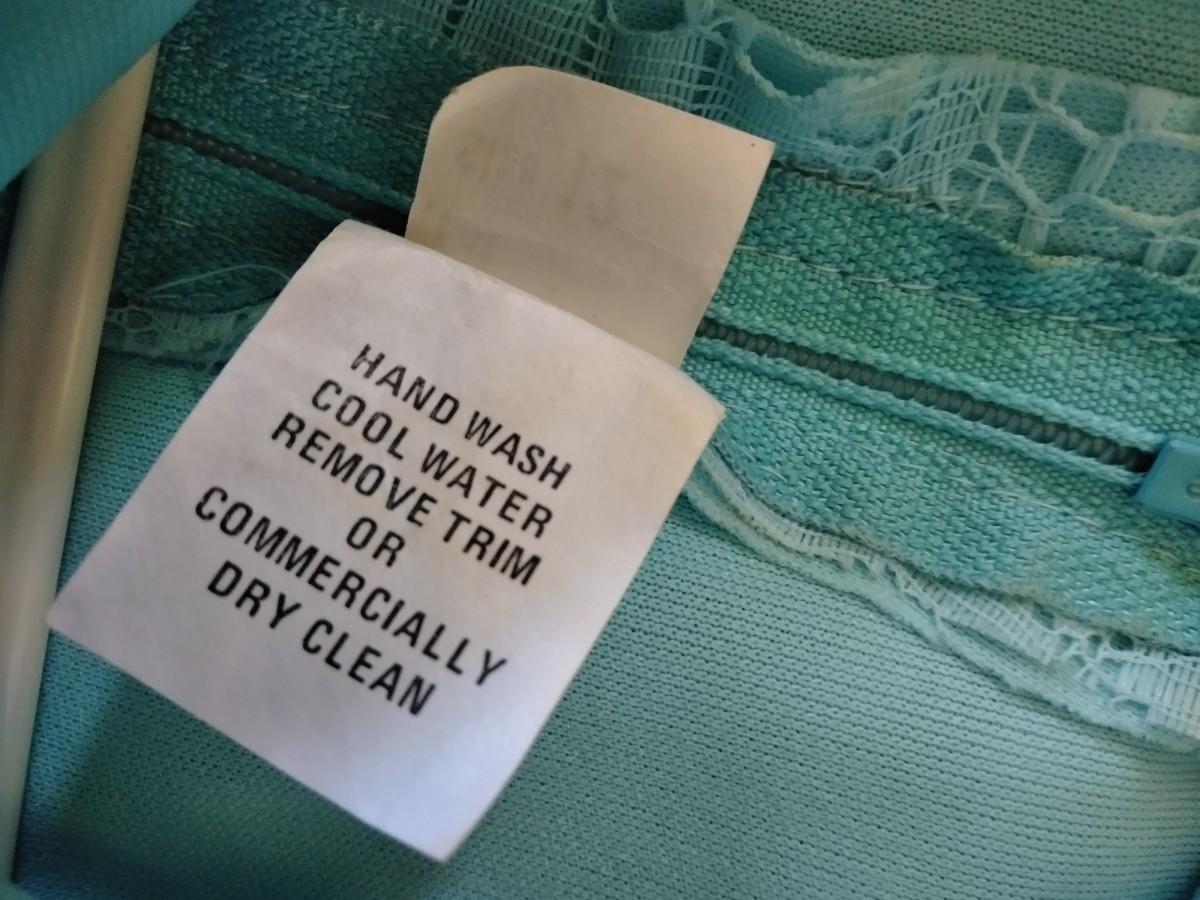 HAND WASH
COOL WATER
REMOVE TRIM
OR
COMMERCIALLY
DRY CLEAN